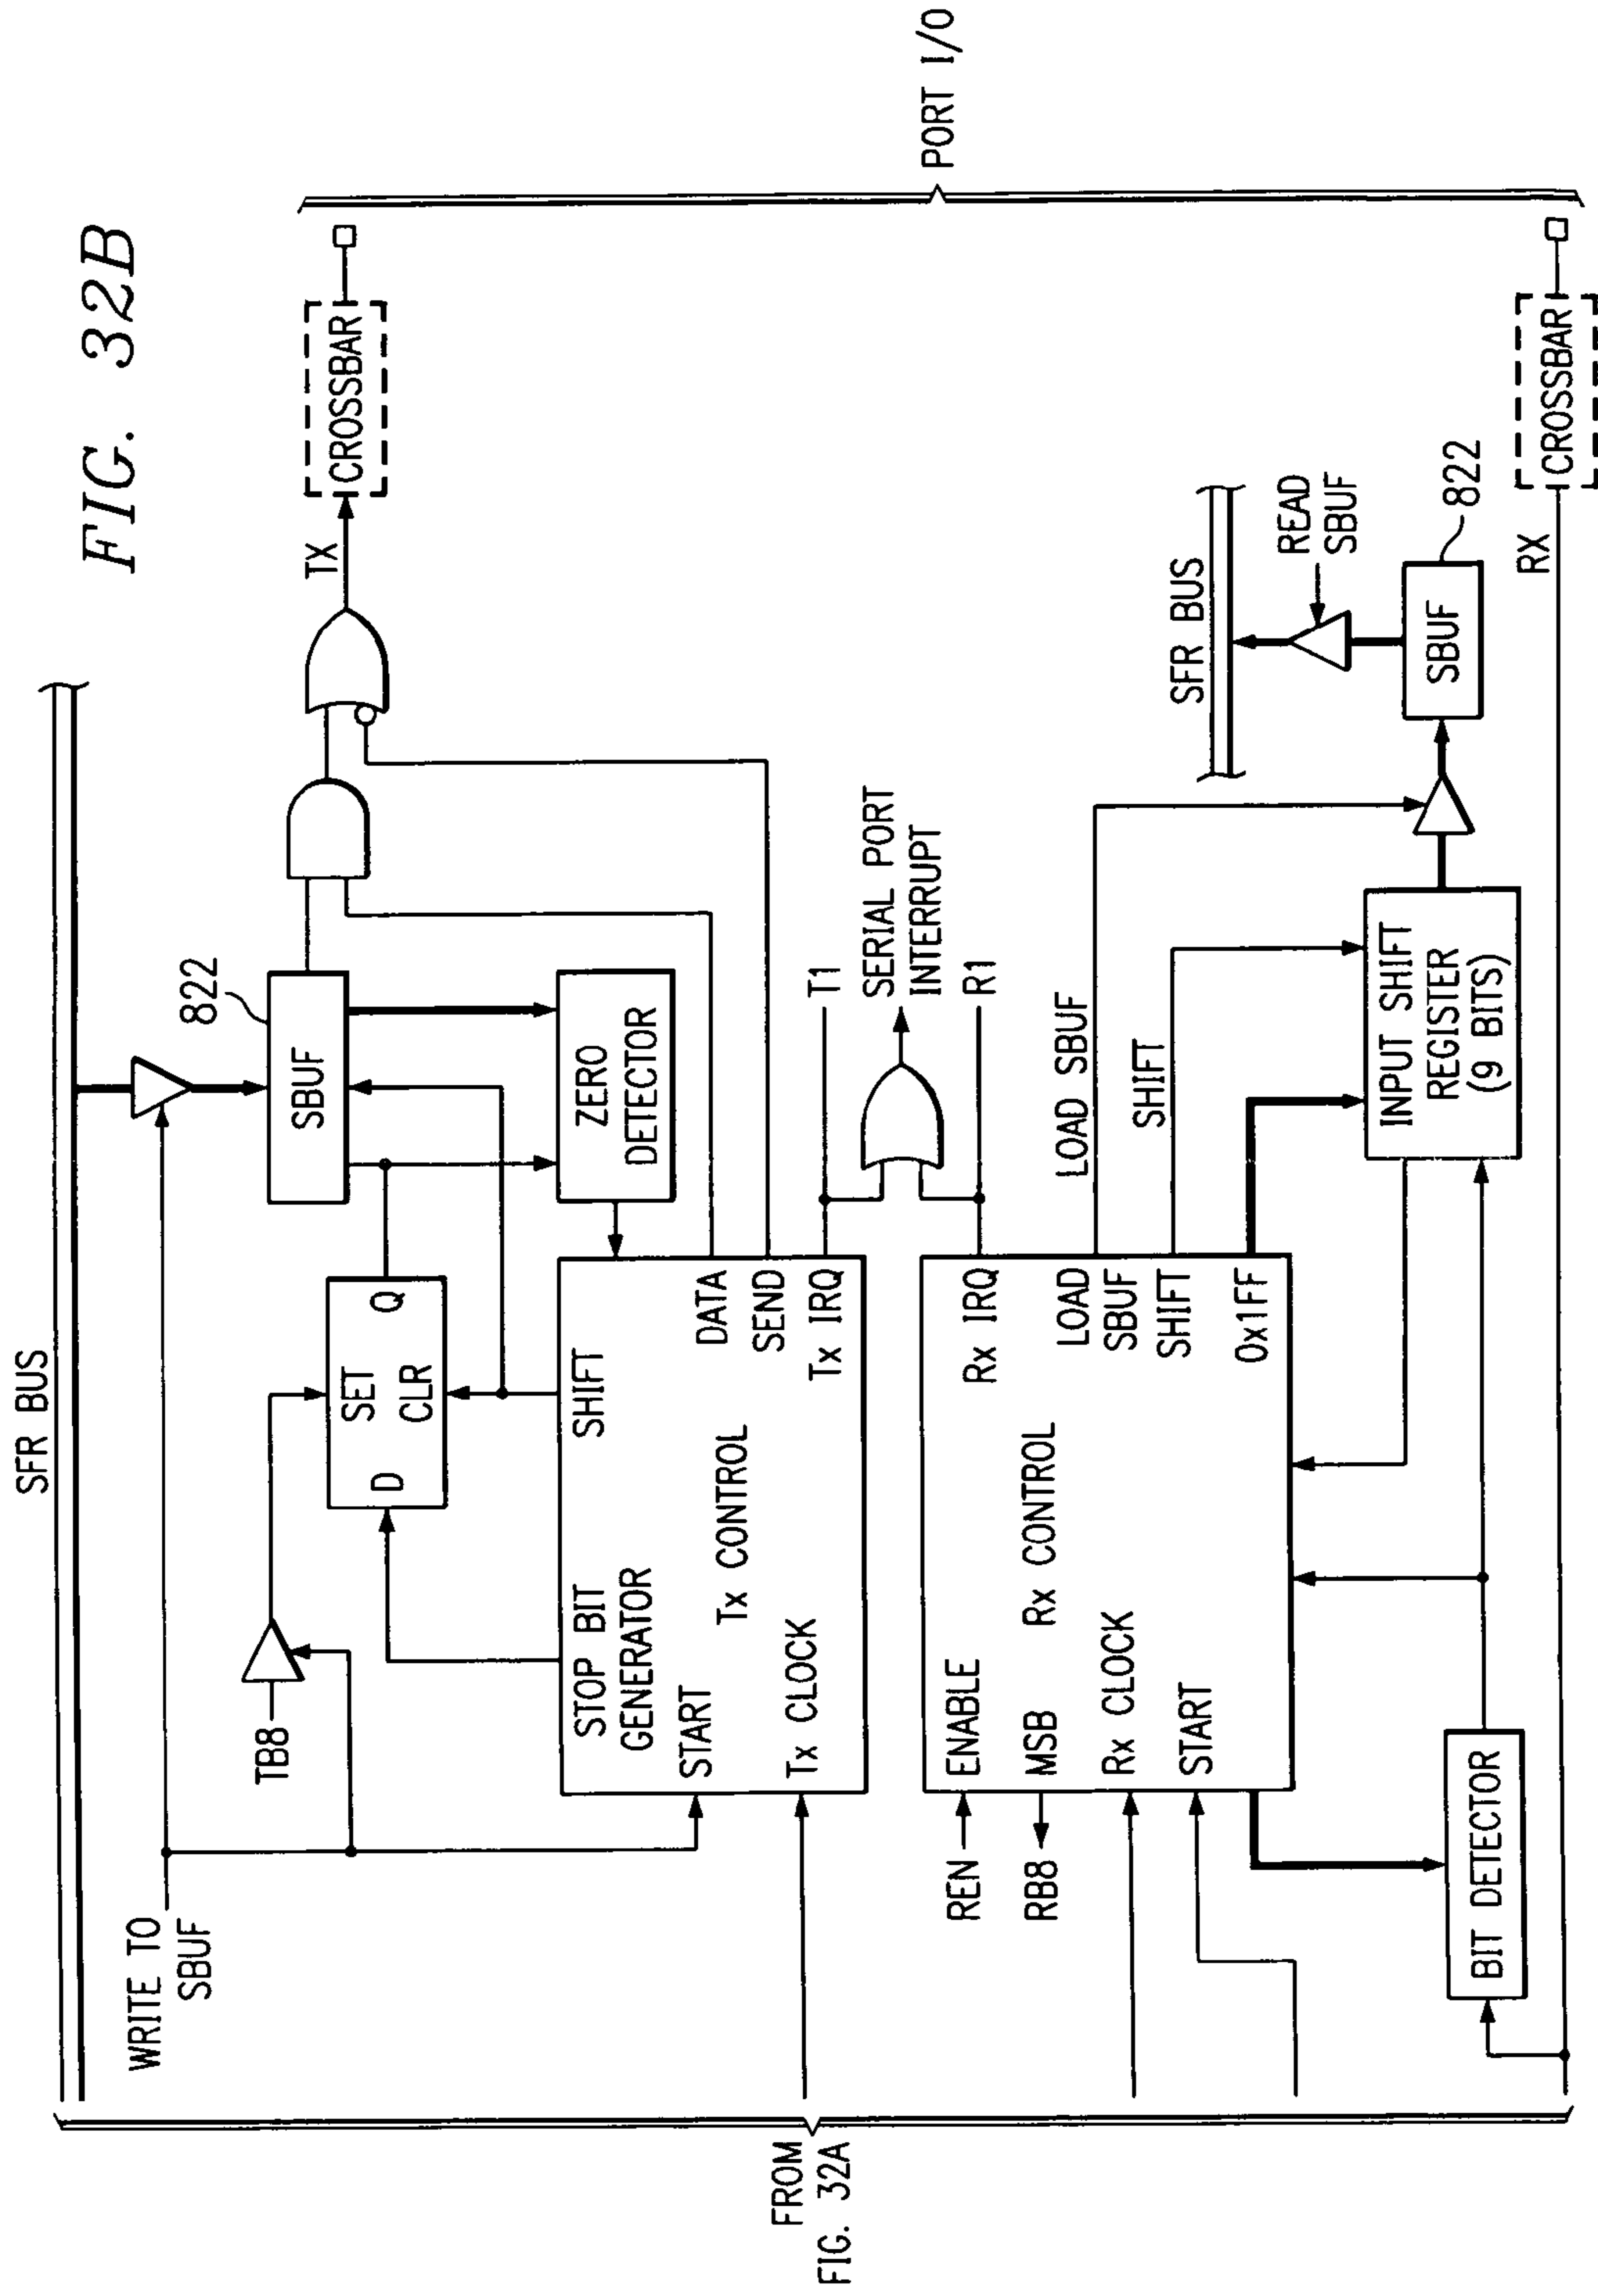 FIG. 32B
SFR BUS
WRITE TO
SBUF
TB8
SET
D
Q
CLR
SBUF
822
TX
CROSSBAR
ZERO
DETECTOR
STOP BIT
GENERATOR
SHIFT
START
Tx CONTROL
DATA
SEND
Tx CLOCK
Tx IRQ
T1
SERIAL PORT
INTERRUPT
R1
PORT I/O
FROM
FIG. 32A
REN
ENABLE
Rx IRQ
RB8
MSB
Rx CONTROL
LOAD
SBUF
Rx CLOCK
SHIFT
START
0x1FF
LOAD SBUF
SHIFT
SFR BUS
READ
SBUF
INPUT SHIFT
REGISTER
(9 BITS)
SBUF
822
BIT DETECTOR
RX
CROSSBAR